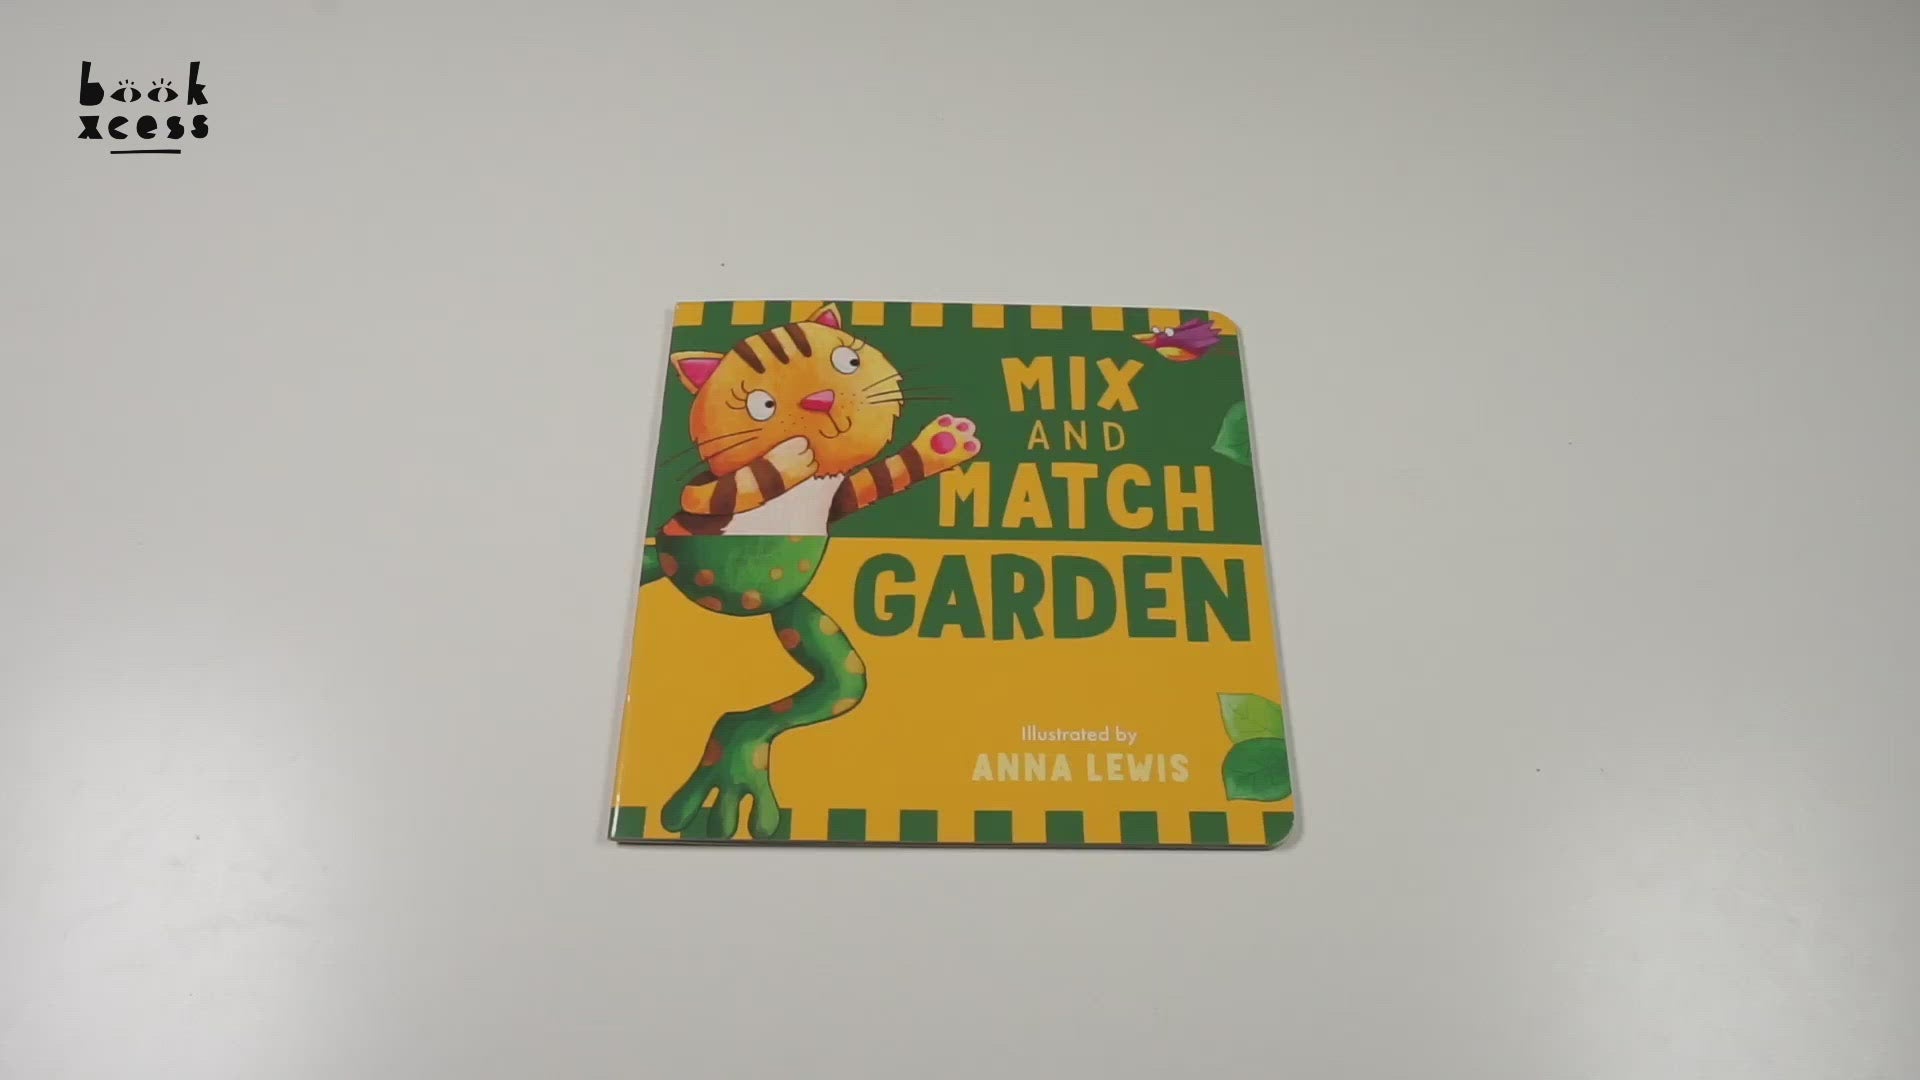 book
xcess
MIX
AND
MATCH
GARDEN
Illustrated by
ANNA LEWIS